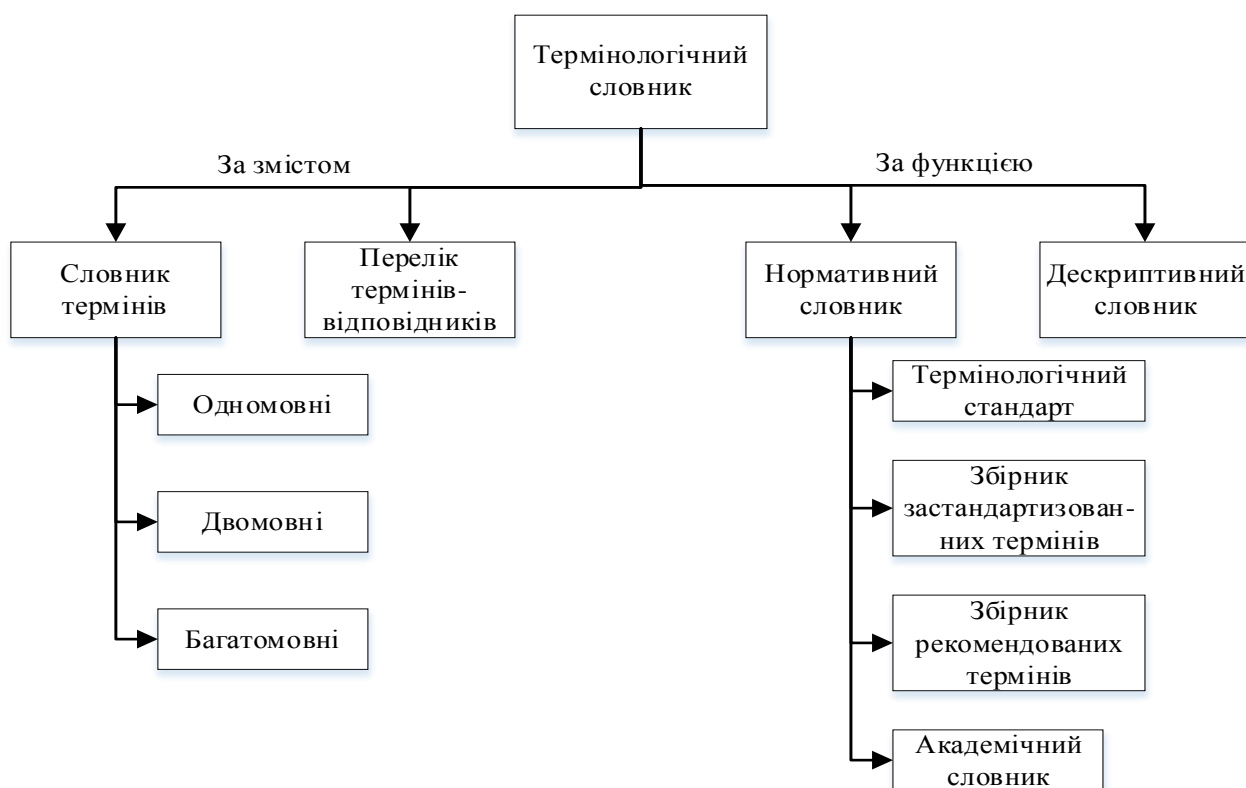 Термінологічний
словник
За змістом
За функцією
Словник
термінів
Перелік
термінів-
відповідників
Нормативний
словник
Дескриптивний
словник
Одномовні
Двомовні
Багатомовні
Термінологічний
стандарт
Збірник
застандартизован-
них термінів
Збірник
рекомендованих
термінів
Академічний
словник